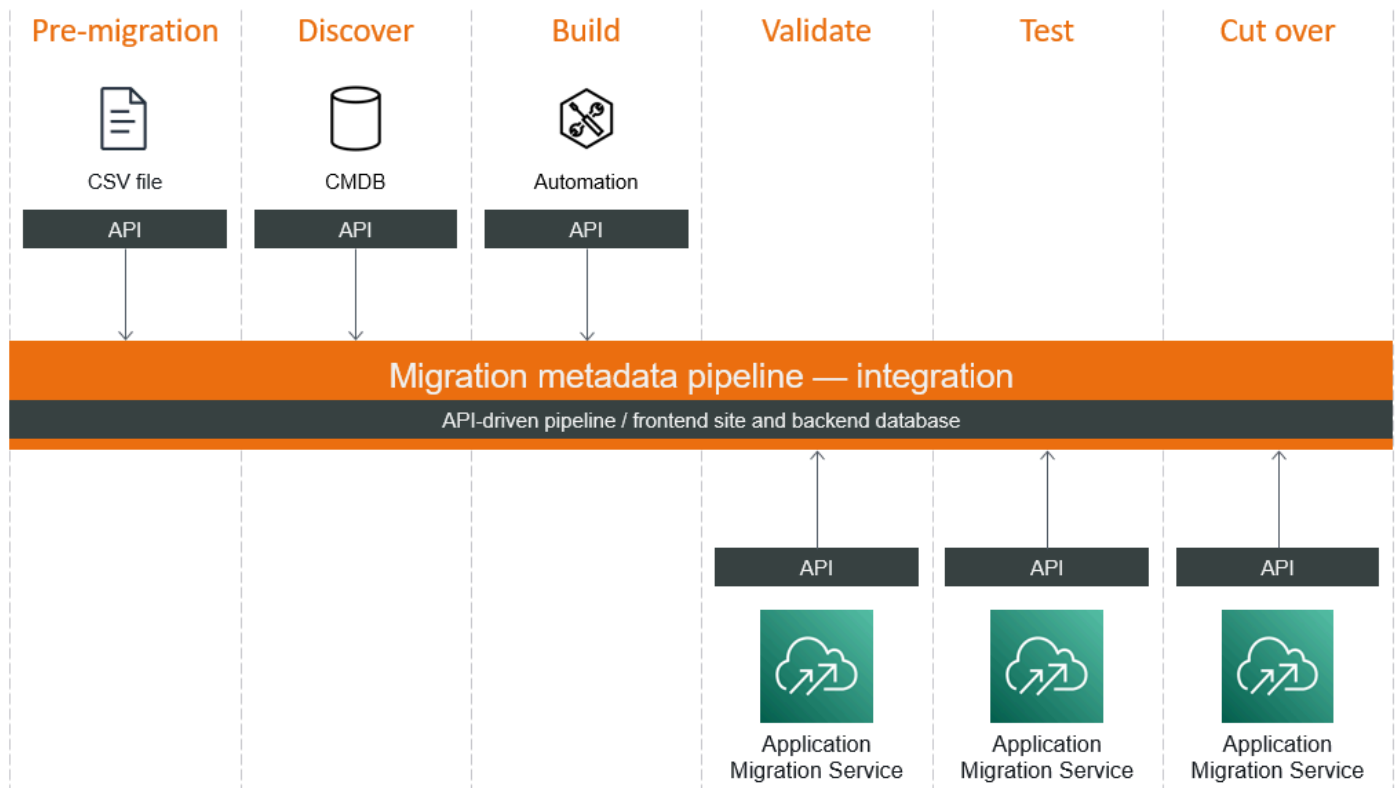 Pre-migration
Discover
Build
Validate
Test
Cut over
CSV file
CMDB
Automation
API
API
API
Migration metadata pipeline — integration
API-driven pipeline / frontend site and backend database
API
API
API
Application
Migration Service
Application
Migration Service
Application
Migration Service